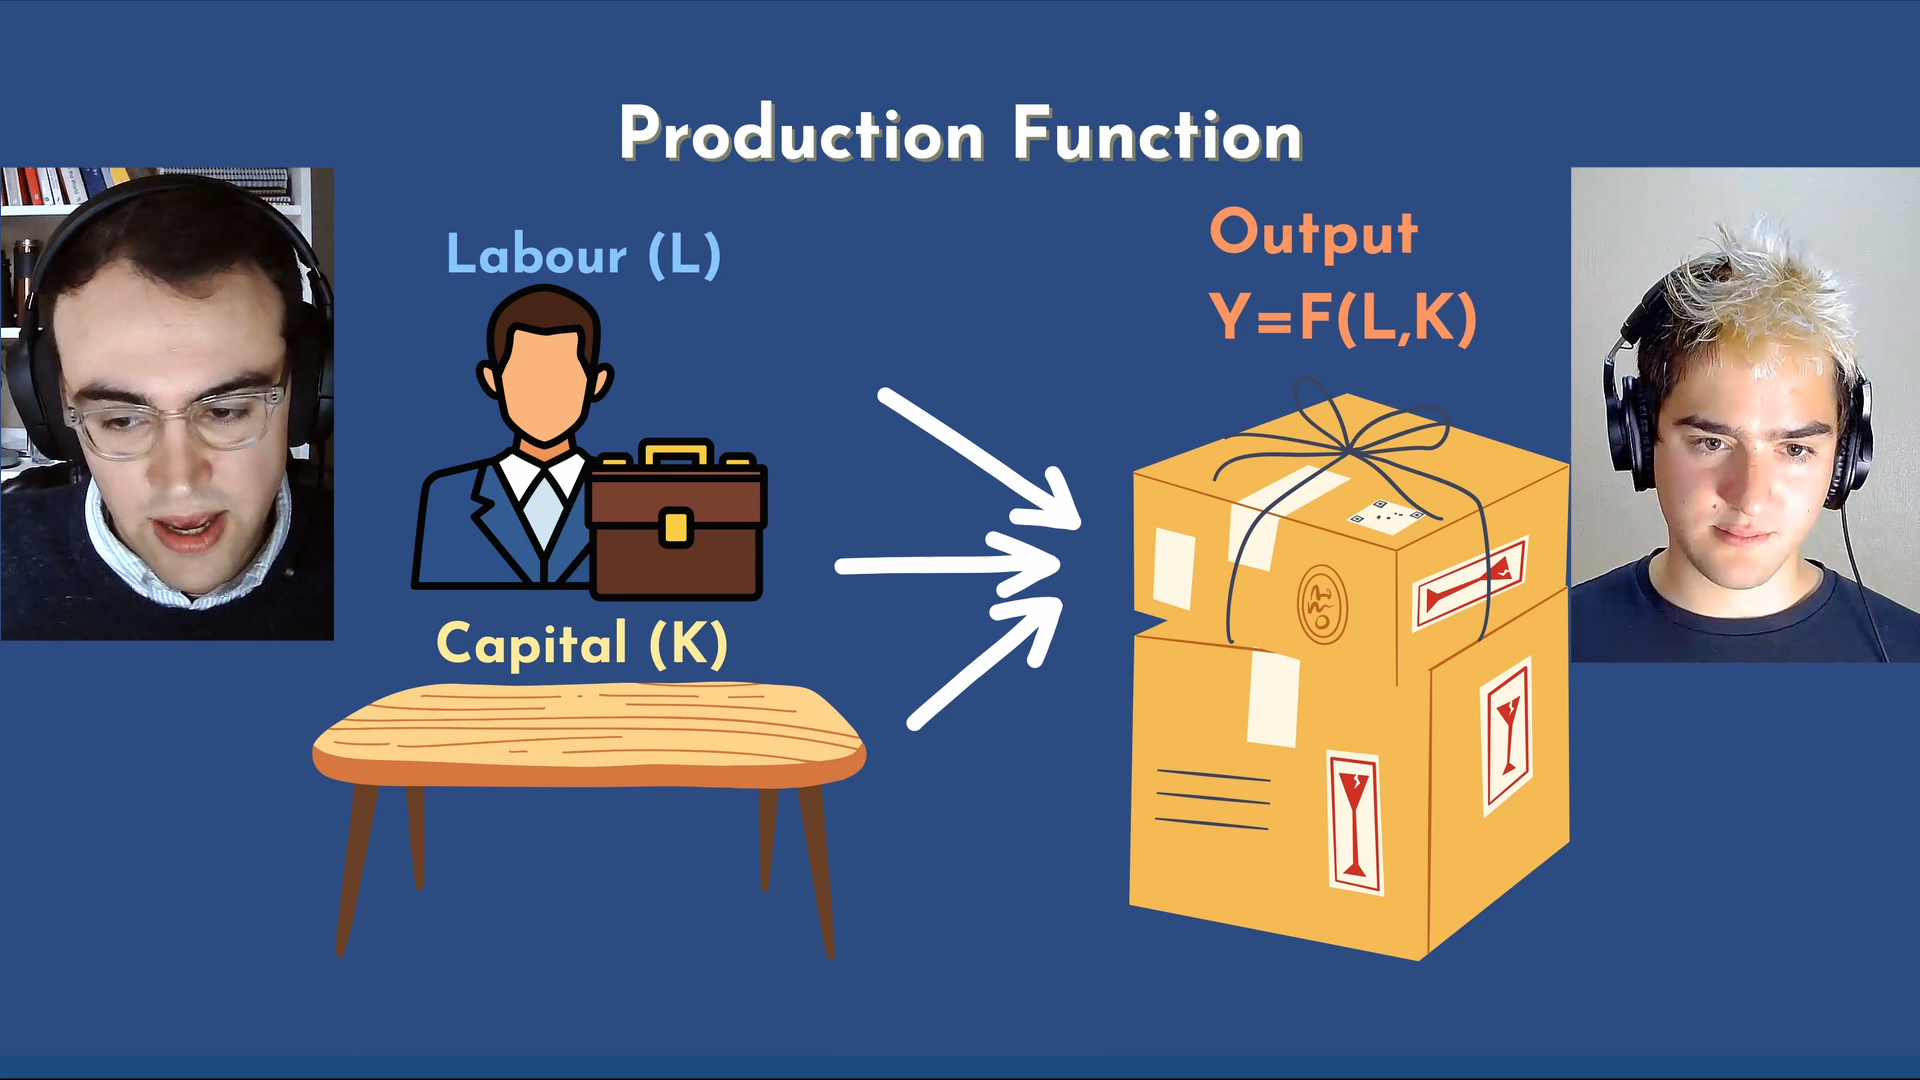 Production Function
Labour (L)
Capital (K)
Output
Y=F(L,K)